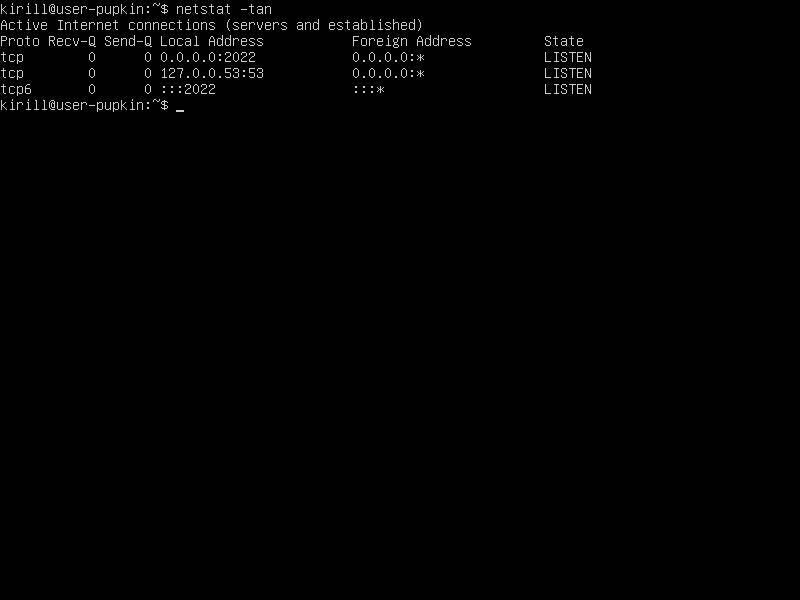 kirill@user-pupkin:~$ netstat -tan
Active Internet connections (servers and established)
Proto Recv-Q Send-Q Local Address           Foreign Address         State
tcp        0      0 0.0.0.0:2022            0.0.0.0:*               LISTEN
tcp        0      0 127.0.0.53:53           0.0.0.0:*               LISTEN
tcp6       0      0 :::2022                 :::*                    LISTEN
kirill@user-pupkin:~$ _